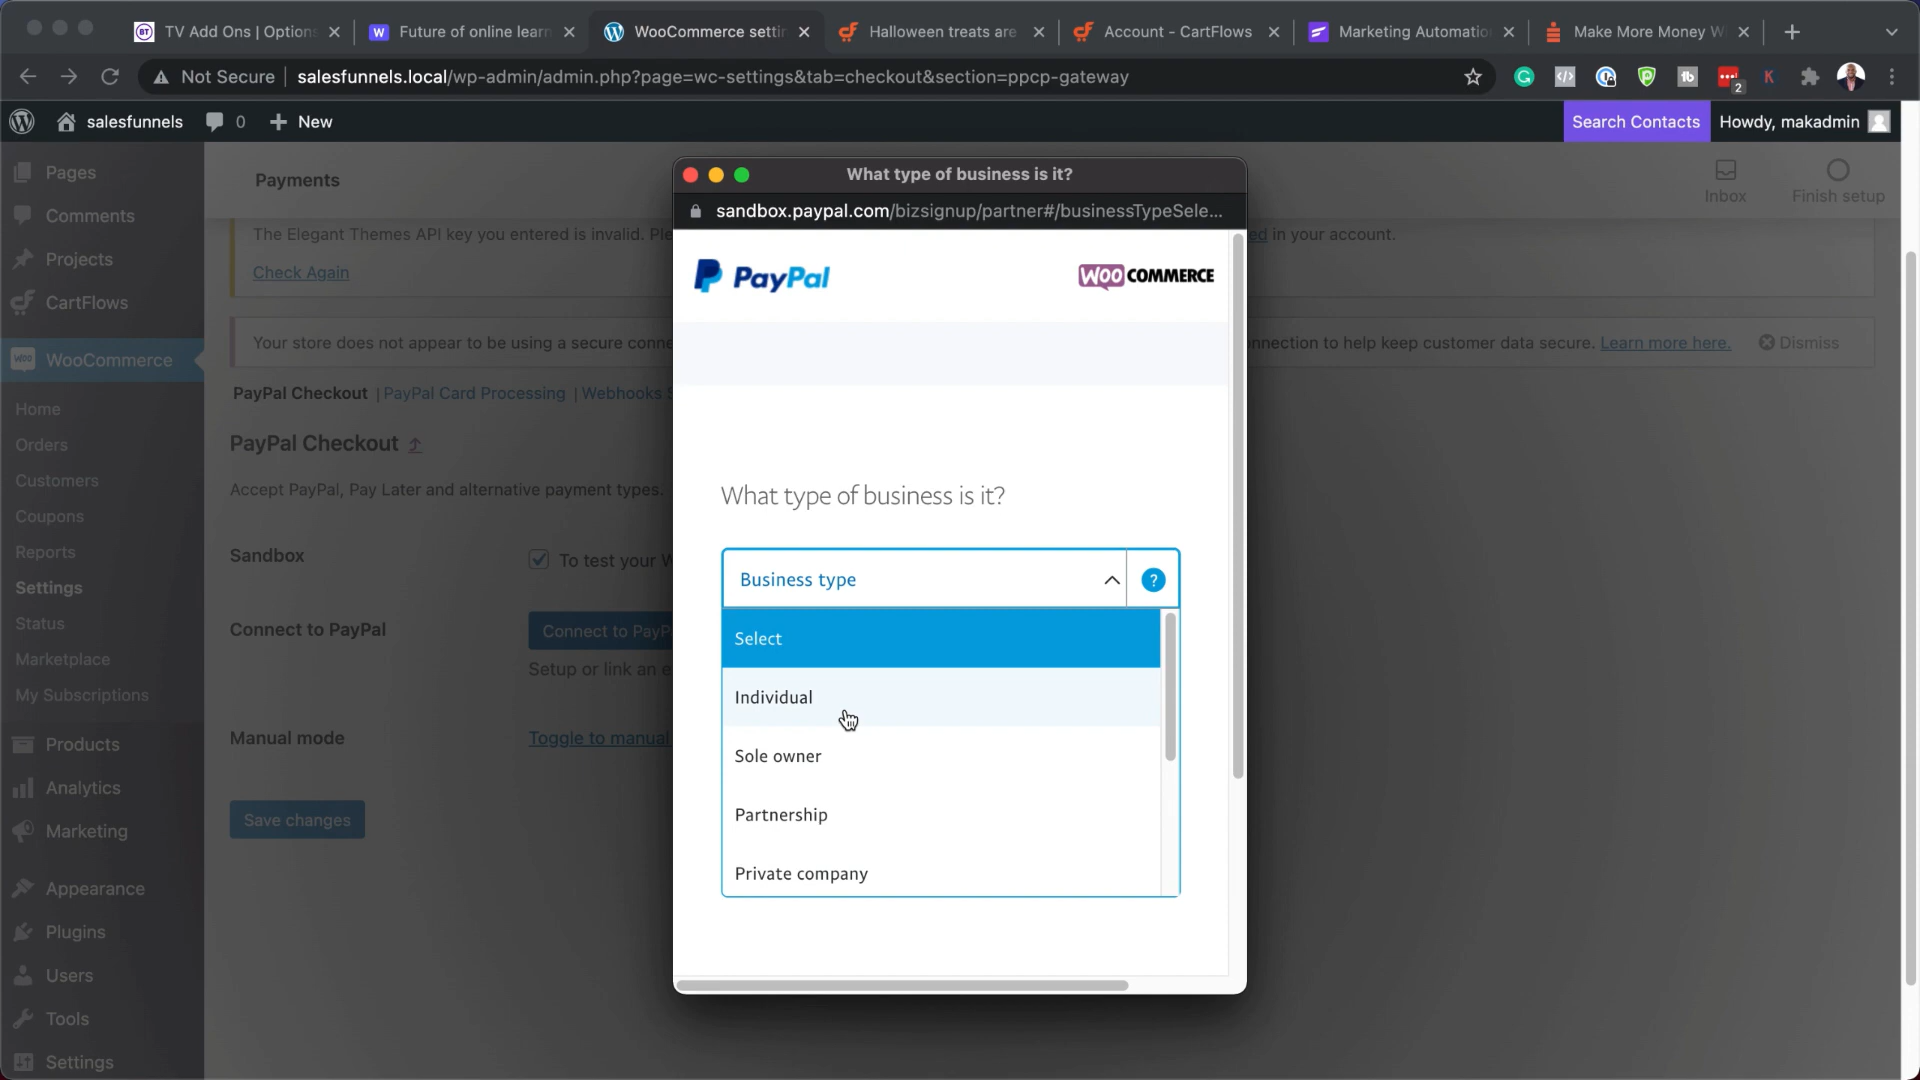 TV Add Ons | Options
Future of online learn
WooCommerce settin
Halloween treats are
Account - CartFlows
Marketing Automatio
Make More Money W
Not Secure
salesfunnels.local/wp-admin/admin.php?page=wc-settings&tab=checkout&section=ppcp-gateway
2
salesfunnels
0
New
Search Contacts
Howdy, makadmin
Pages
Comments
Projects
CartFlows
WooCommerce
Home
Orders
Customers
Coupons
Reports
Settings
Status
Marketplace
My Subscriptions
Products
Analytics
Marketing
Appearance
Plugins
Users
Tools
Settings
Payments
Inbox
Finish setup
The Elegant Themes API key you entered is invalid. Ple
in your account.
Check Again
Your store does not appear to be using a secure conne
nnection to help keep customer data secure. Learn more here.
Dismiss
PayPal Checkout | PayPal Card Processing | Webhooks S
PayPal Checkout
Accept PayPal, Pay Later and alternative payment types.
Sandbox
To test your W
Connect to PayPal
Connect to PayP
Setup or link an e
Manual mode
Toggle to manual
Save changes
What type of business is it?
sandbox.paypal.com/bizsignup/partner#/businessTypeSele...
PayPal
WOO COMMERCE
What type of business is it?
Business type
?
Select
Individual
Sole owner
Partnership
Private company